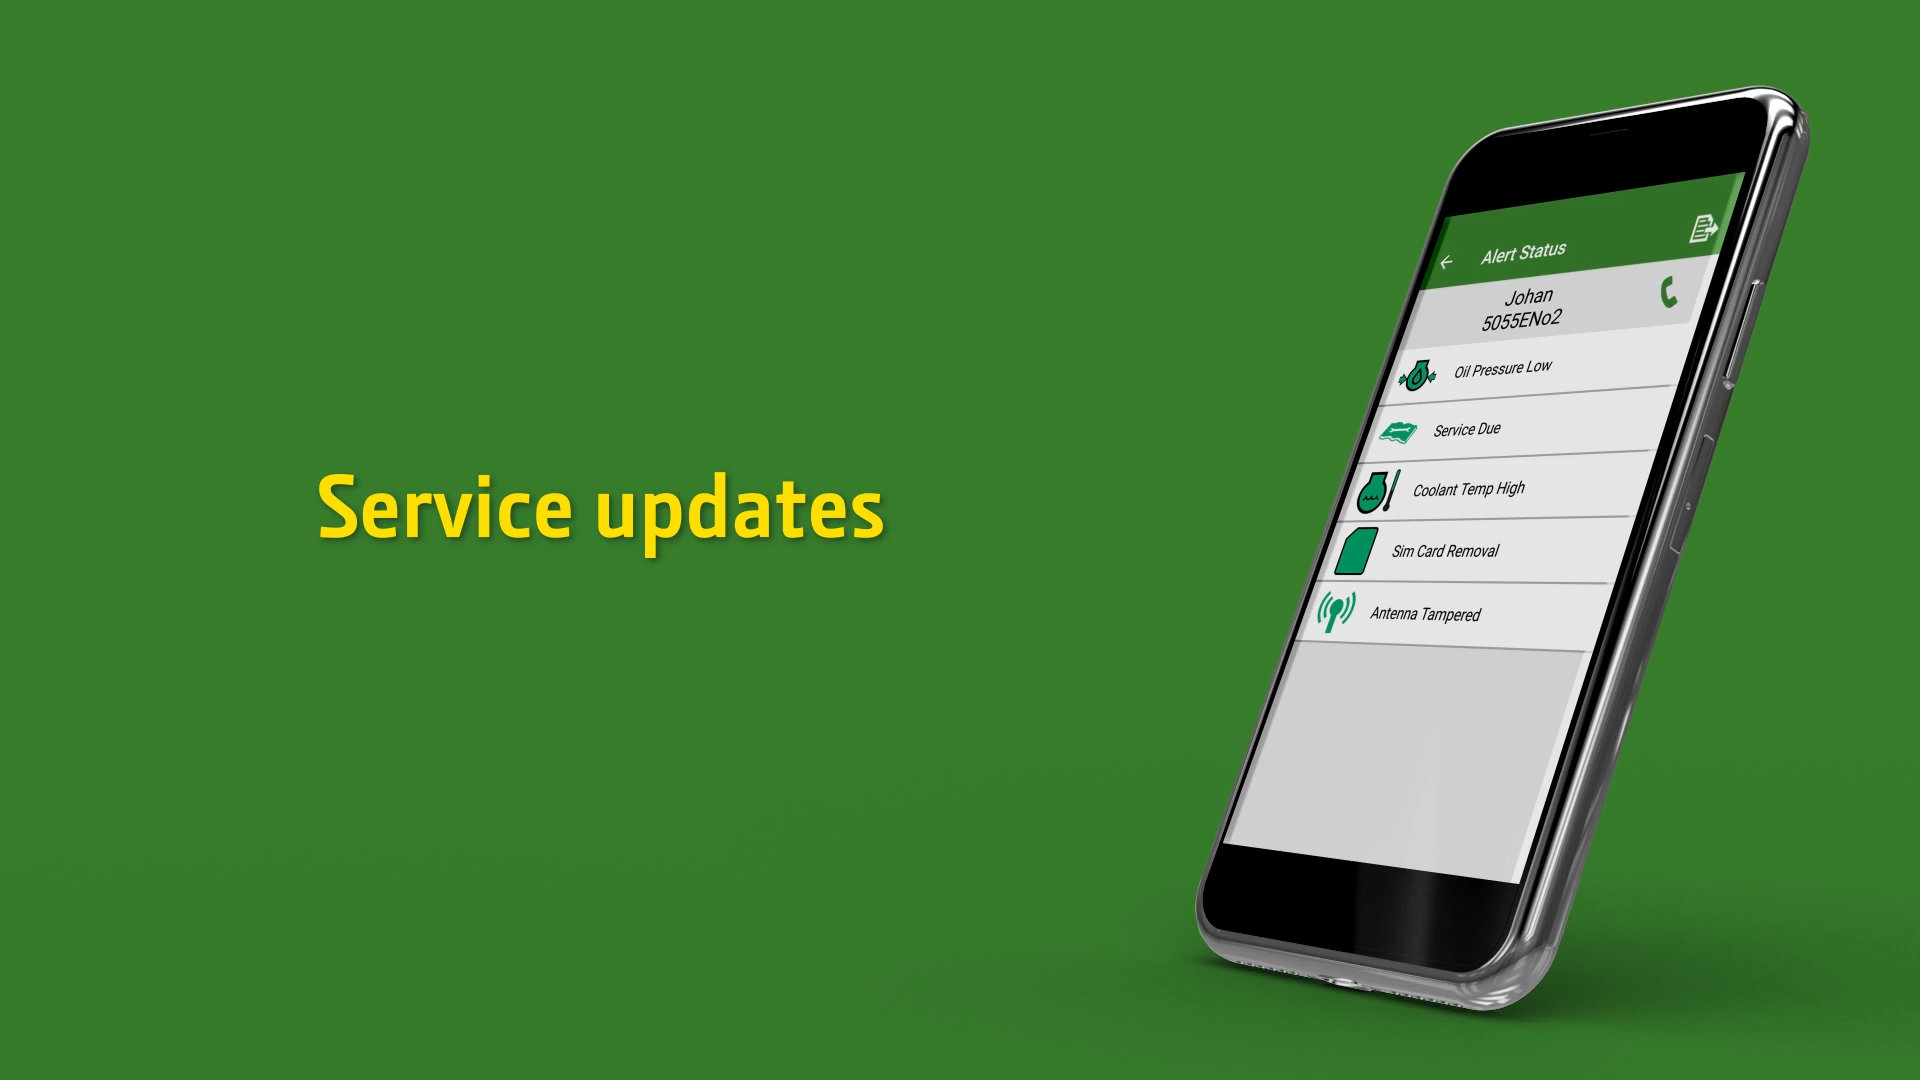 Service updates
Alert Status
Johan
5055ENo2
Oil Pressure Low
Service Due
Coolant Temp High
Sim Card Removal
Antenna Tampered